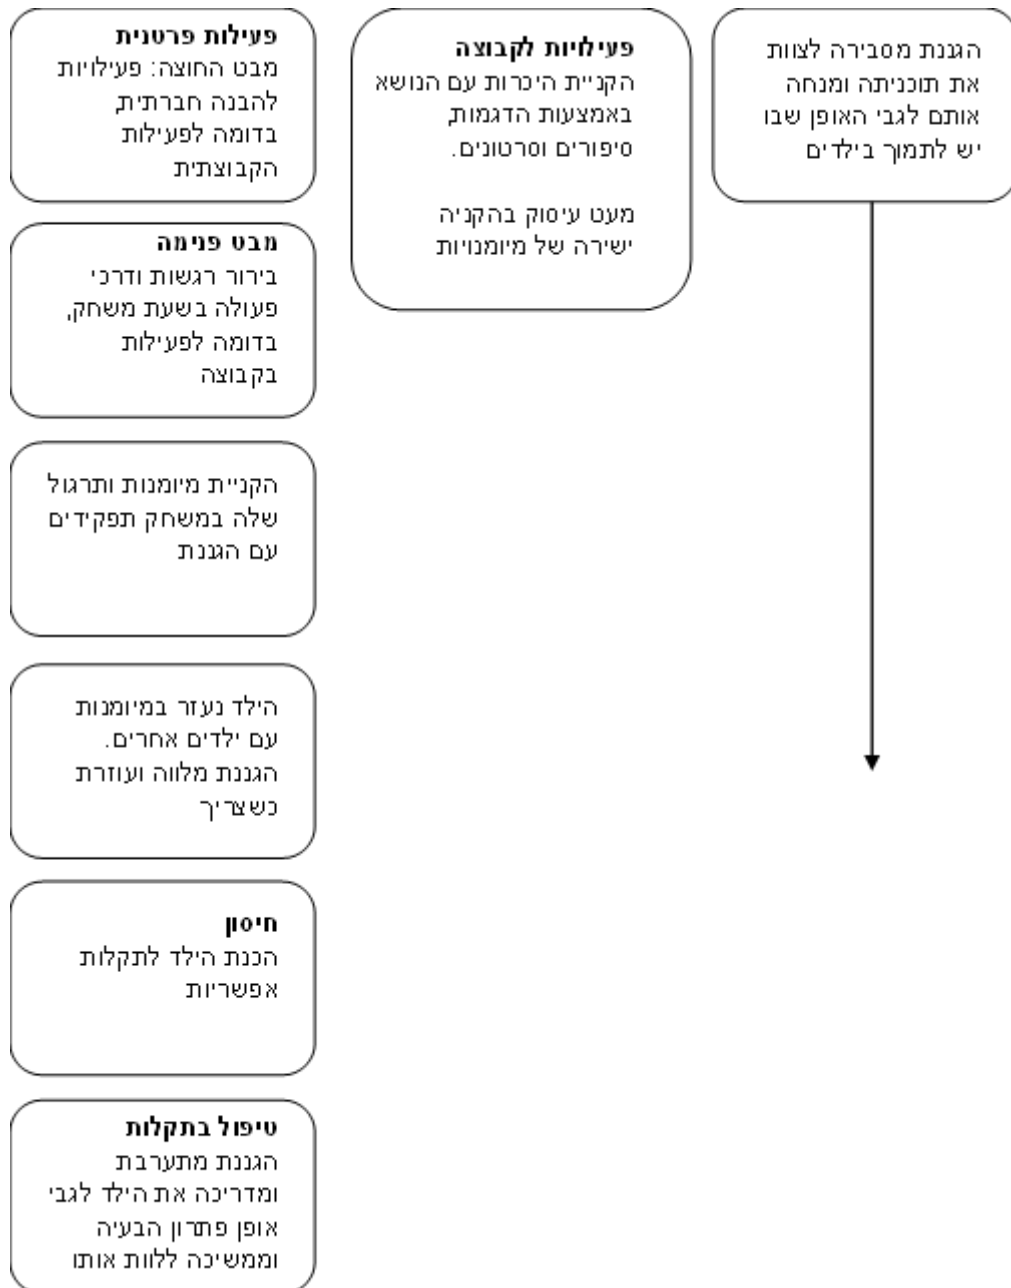 הגננת מסבירה לצוות
את תוכניתה ומנחה
אותם לגבי האופן שבו
יש לתמוך בילדים
פעילויות לקבוצה
הקניית היכרות עם הנושא
באמצעות הדגמות,
סיפורים וסרטונים.
מעט עיסוק בהקניה
ישירה של מיומנויות
פעילות פרטנית
מבט החוצה: פעילויות
להבנה חברתית,
בדומה לפעילות
הקבוצתית
מבט פנימה
בירור רגשות ודרכי
פעולה בשעת משחק,
בדומה לפעילות
בקבוצה
הקניית מיומנות ותרגול
שלה במשחק תפקידים
עם הגננת
הילד נעזר במיומנות
עם ילדים אחרים.
הגננת מלווה ועוזרת
כשצריך
חיסון
הכנת הילד לתקלות
אפשריות
טיפול בתקלות
הגננת מתערבת
ומדריכה את הילד לגבי
אופן פתרון הבעיה
וממשיכה ללוות אותו